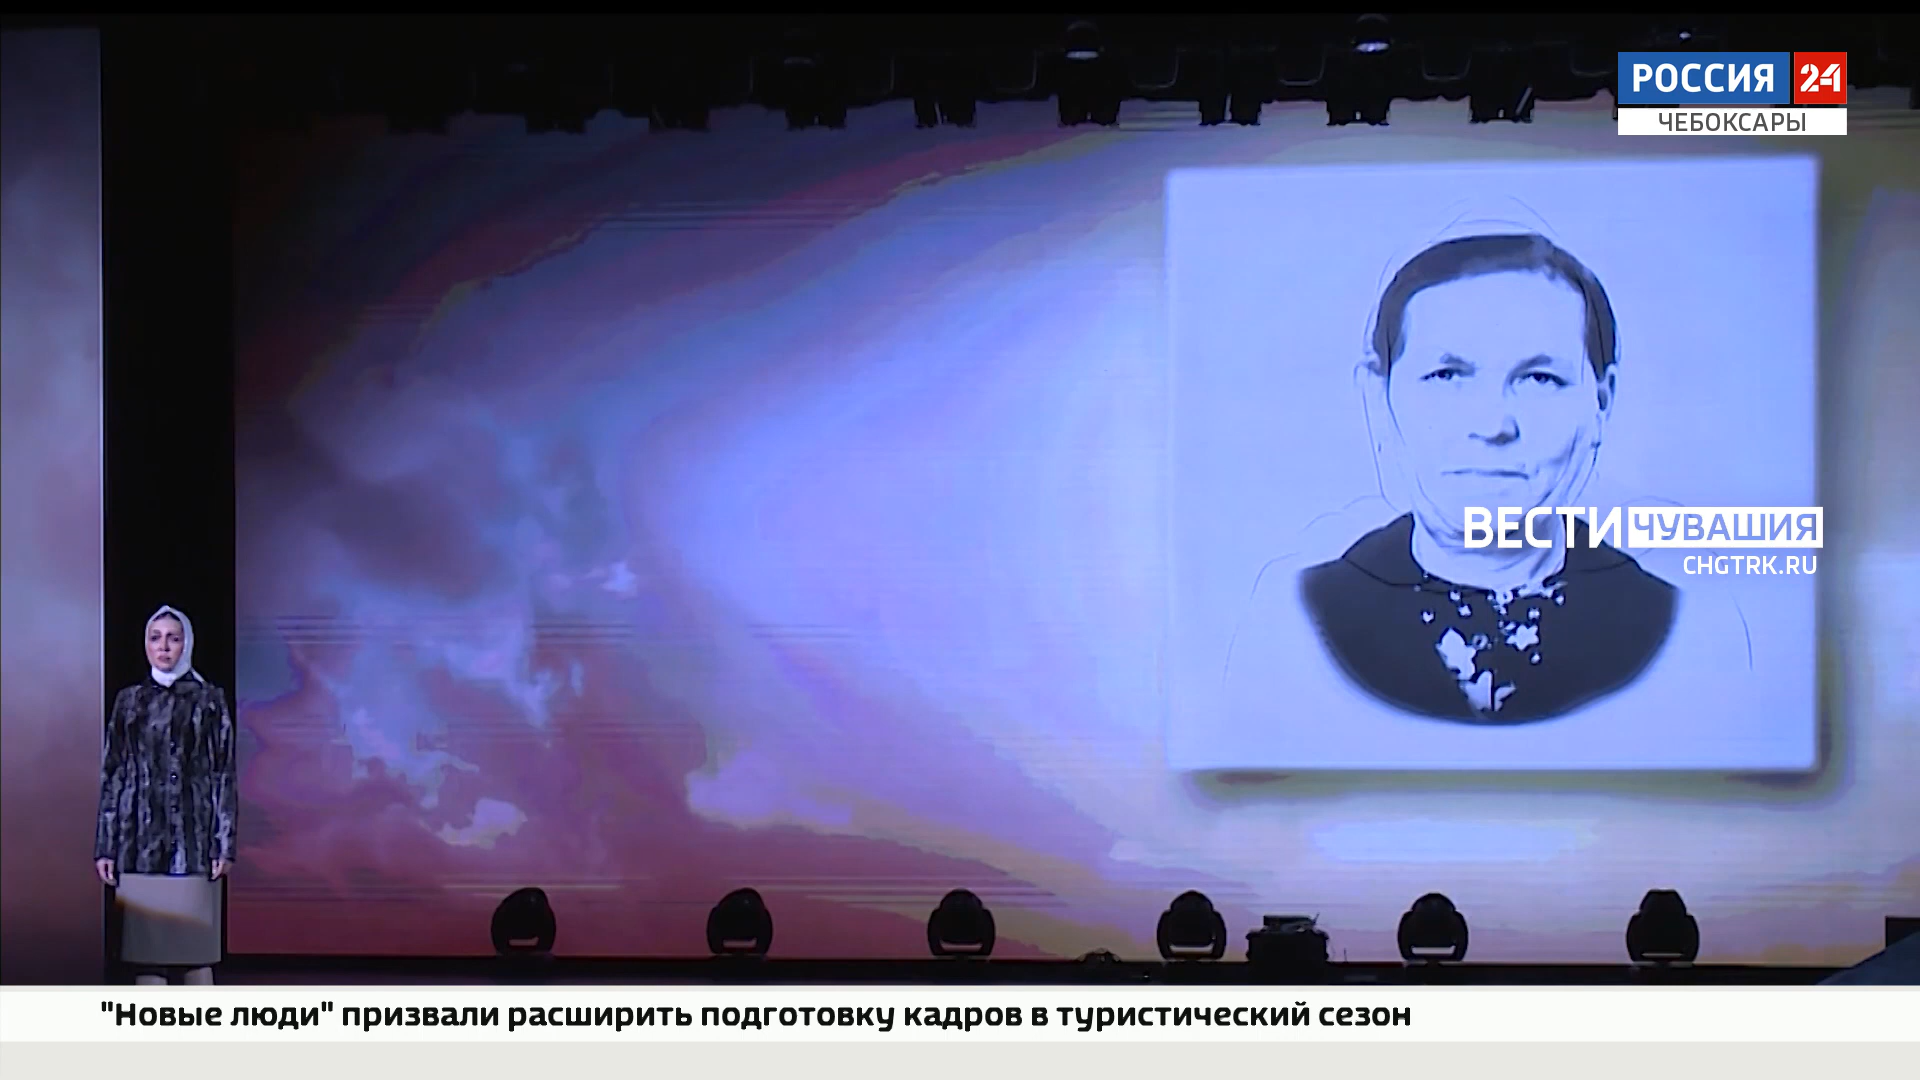 РОССИЯ 24
ЧЕБОКСАРЫ
ВЕСТИ ЧУВАШИЯ
CHGTRK.RU
"Новые люди" призвали расширить подготовку кадров в туристический сезон